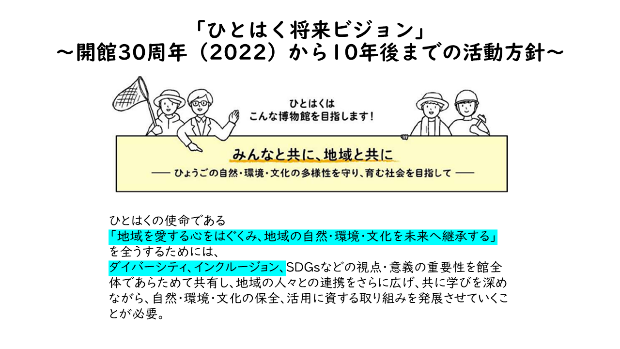 「ひとはく将来ビジョン」
～開館30周年（2022）から10年後までの活動方針～
ひとはくは
こんな博物館を目指します！
みんなと共に、地域と共に
ひょうごの自然・環境・文化の多様性を守り、育む社会を目指して
ひとはくの使命である
「地域を愛する心をはぐくみ、地域の自然・環境・文化を未来へ継承する」
を全うするためには、
ダイバーシティ、インクルージョン、SDGsなどの視点・意義の重要性を館全
体であらためて共有し、地域の人々との連携をさらに広げ、共に学びを深め
ながら、自然・環境・文化の保全、活用に資する取り組みを発展させていくこ
とが必要。